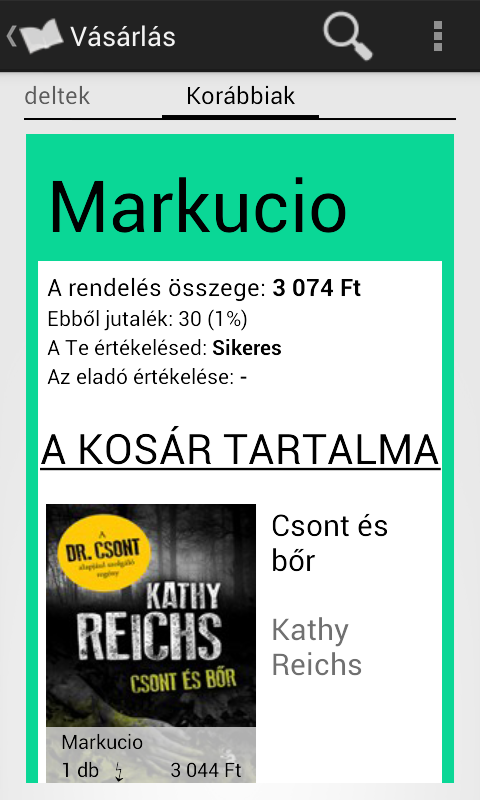 Vásárlás
deltek
Korábbiak
Markucio
A rendelés összege: 3 074 Ft
Ebből jutalék: 30 (1%)
A Te értékelésed: Sikeres
Az eladó értékelése: -
A KOSÁR TARTALMA
A
DR. CSONT
alapjául szolgáló
regény
KATHY
REICHS
CSONT ÉS BŐR
Markucio
1 db 3 044 Ft
Csont és
bőr
Kathy
Reichs